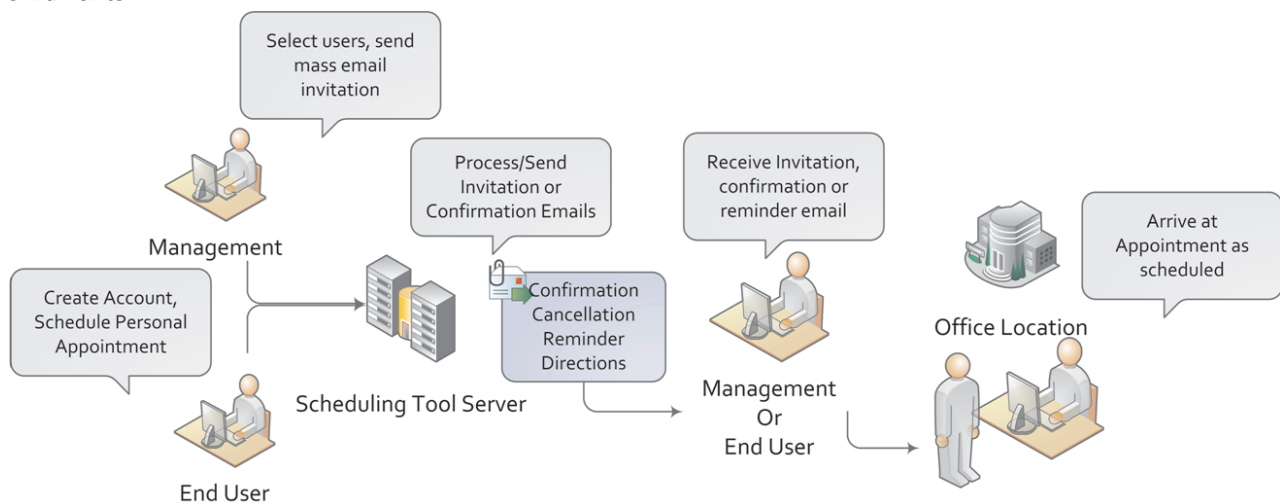 Select users, send
mass email
invitation
Management
Create Account,
Schedule Personal
Appointment
End User
Scheduling Tool Server
Process/Send
Invitation or
Confirmation Emails
Confirmation
Cancellation
Reminder
Directions
Receive Invitation,
confirmation or
reminder email
Management
Or
End User
Office Location
Arrive at
Appointment as
scheduled